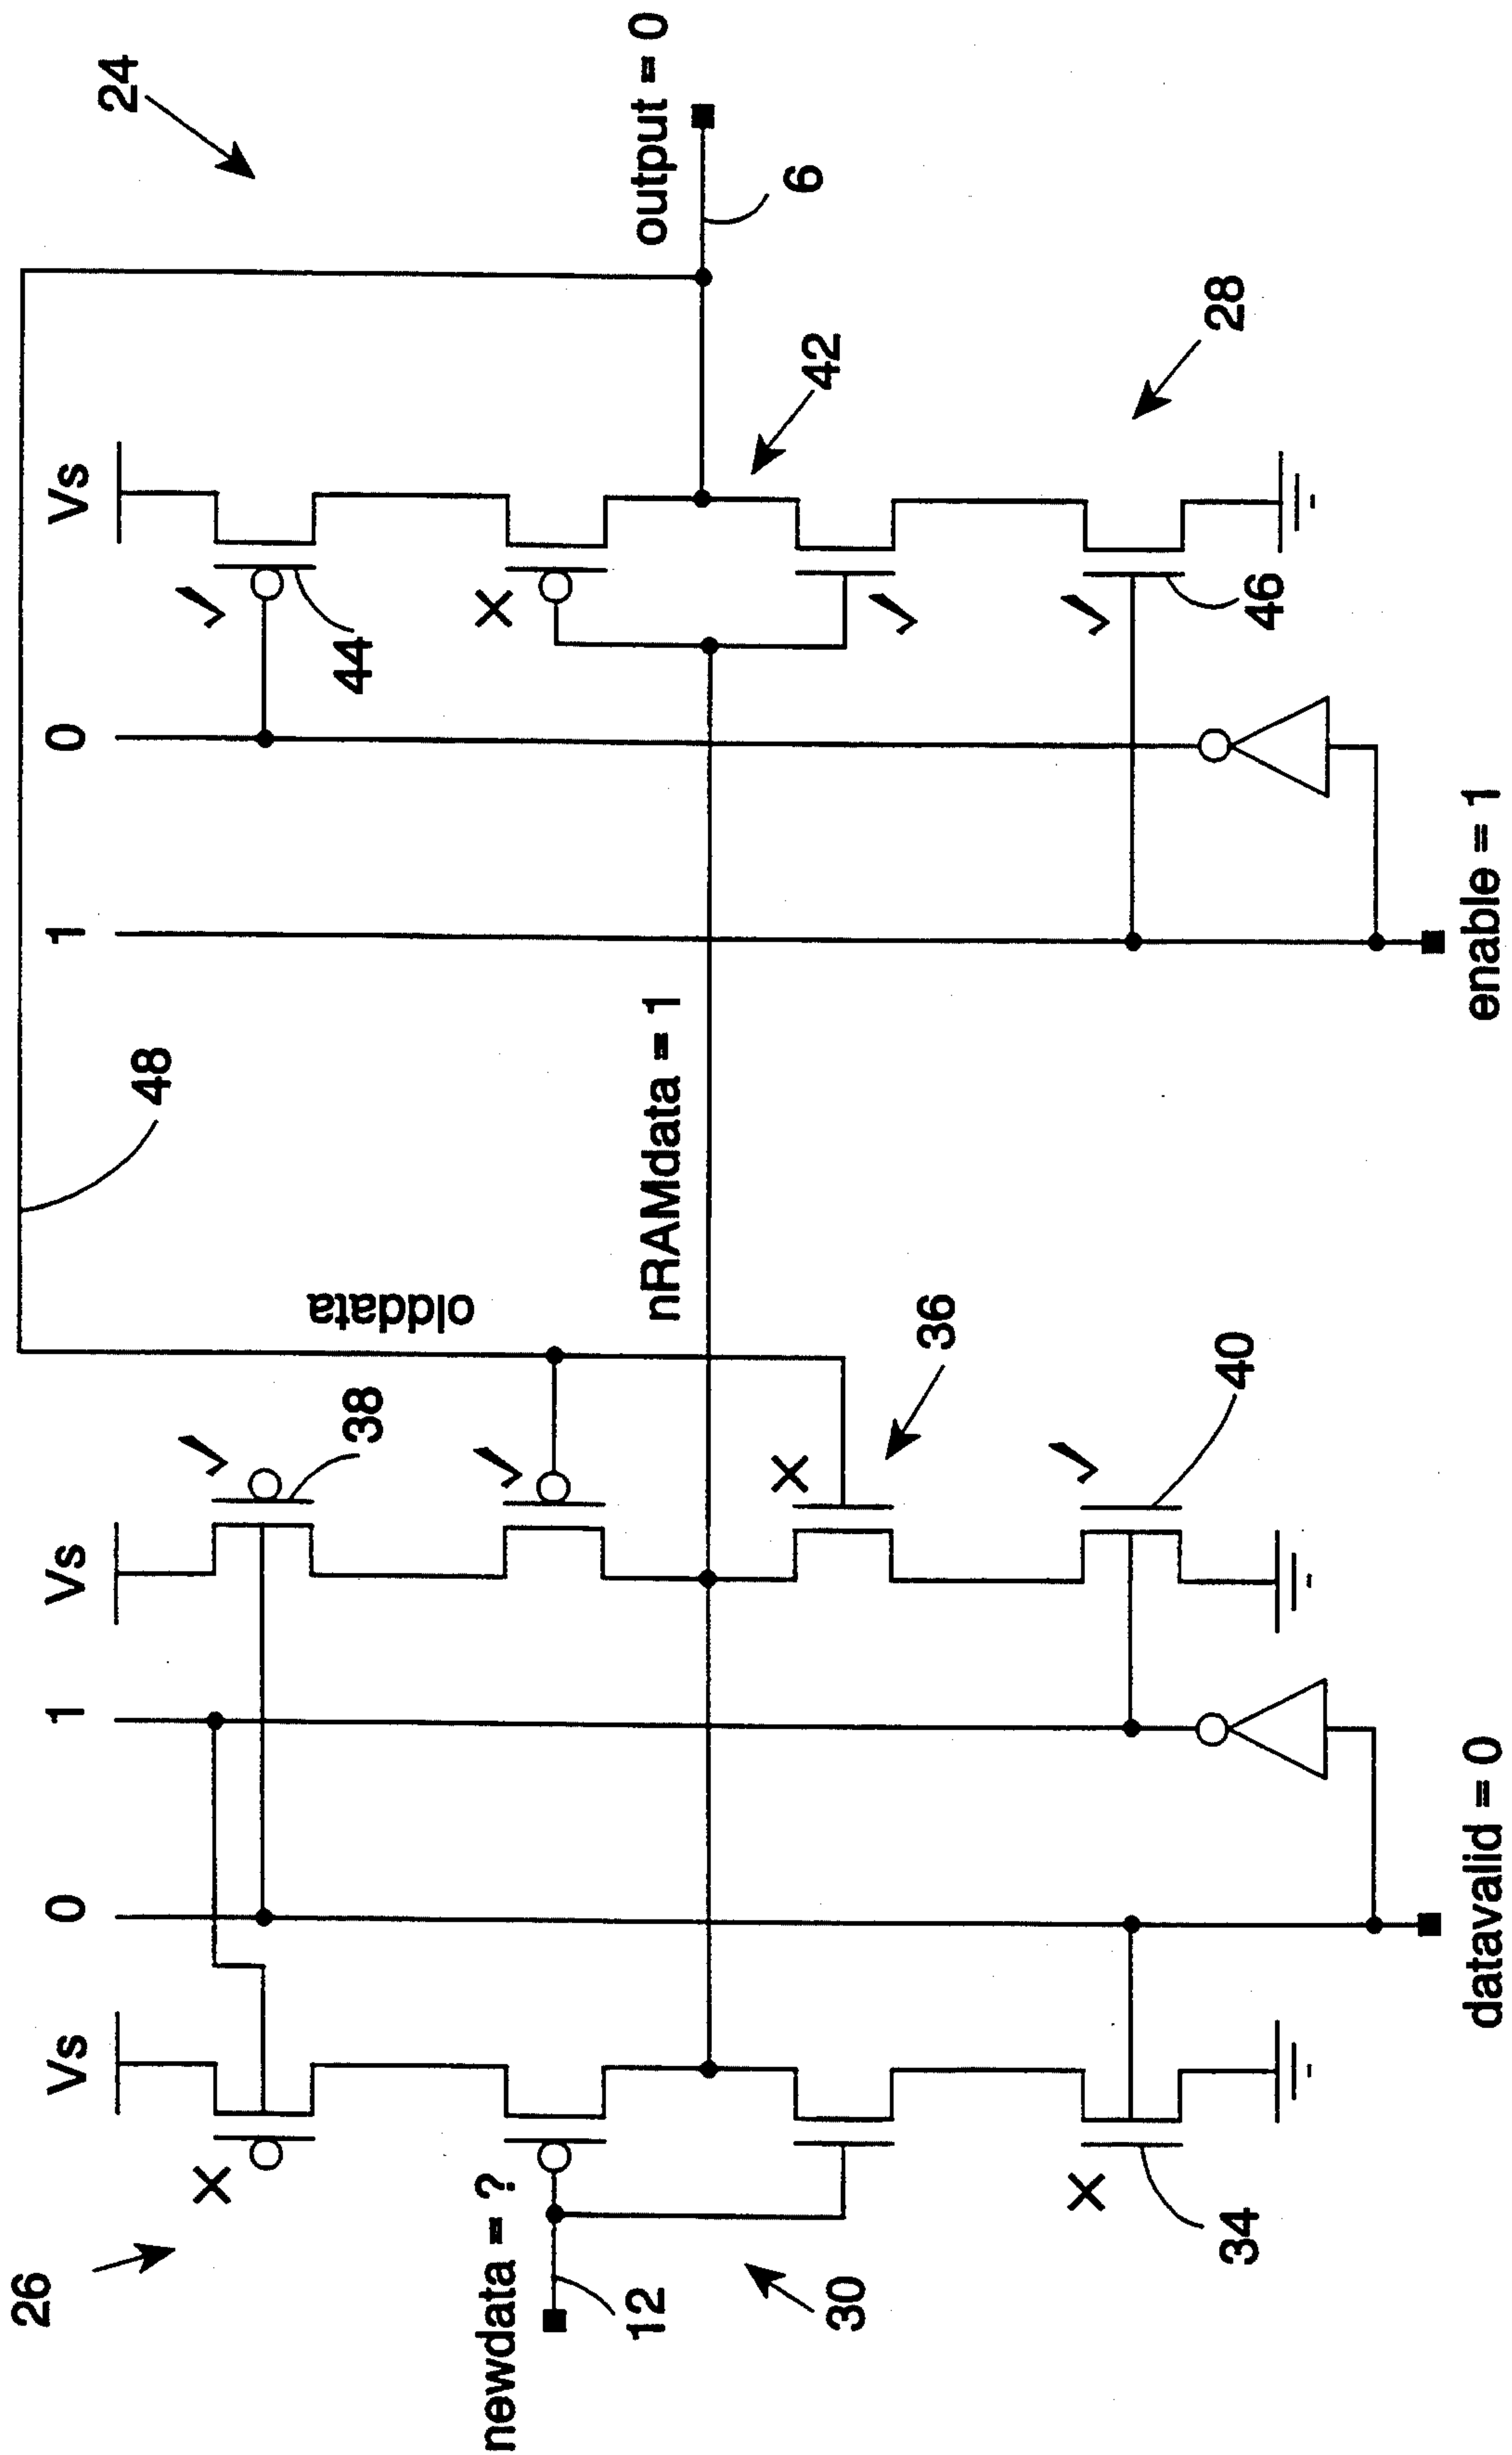 24
26
Vs
0
1
Vs
38
olddata
48
1
0
Vs
44
output = 0
6
newdata = ?
12
30
nRAMdata = 1
36
42
34
40
46
28
datavalid = 0
enable = 1